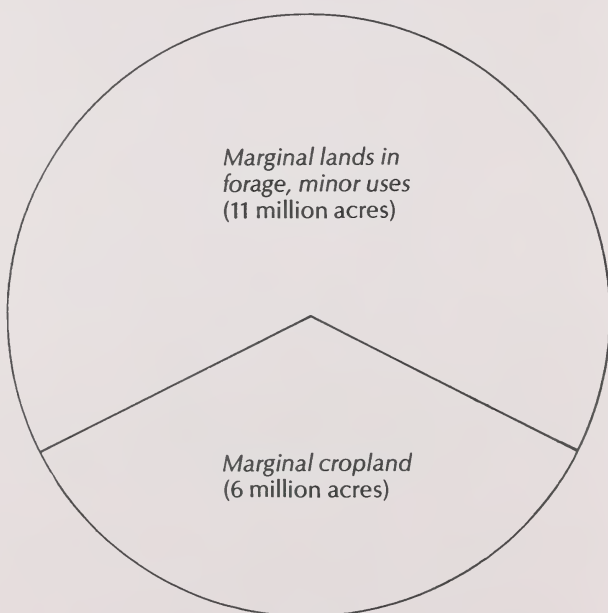 Marginal lands in
forage, minor uses
(11 million acres)
Marginal cropland
(6 million acres)